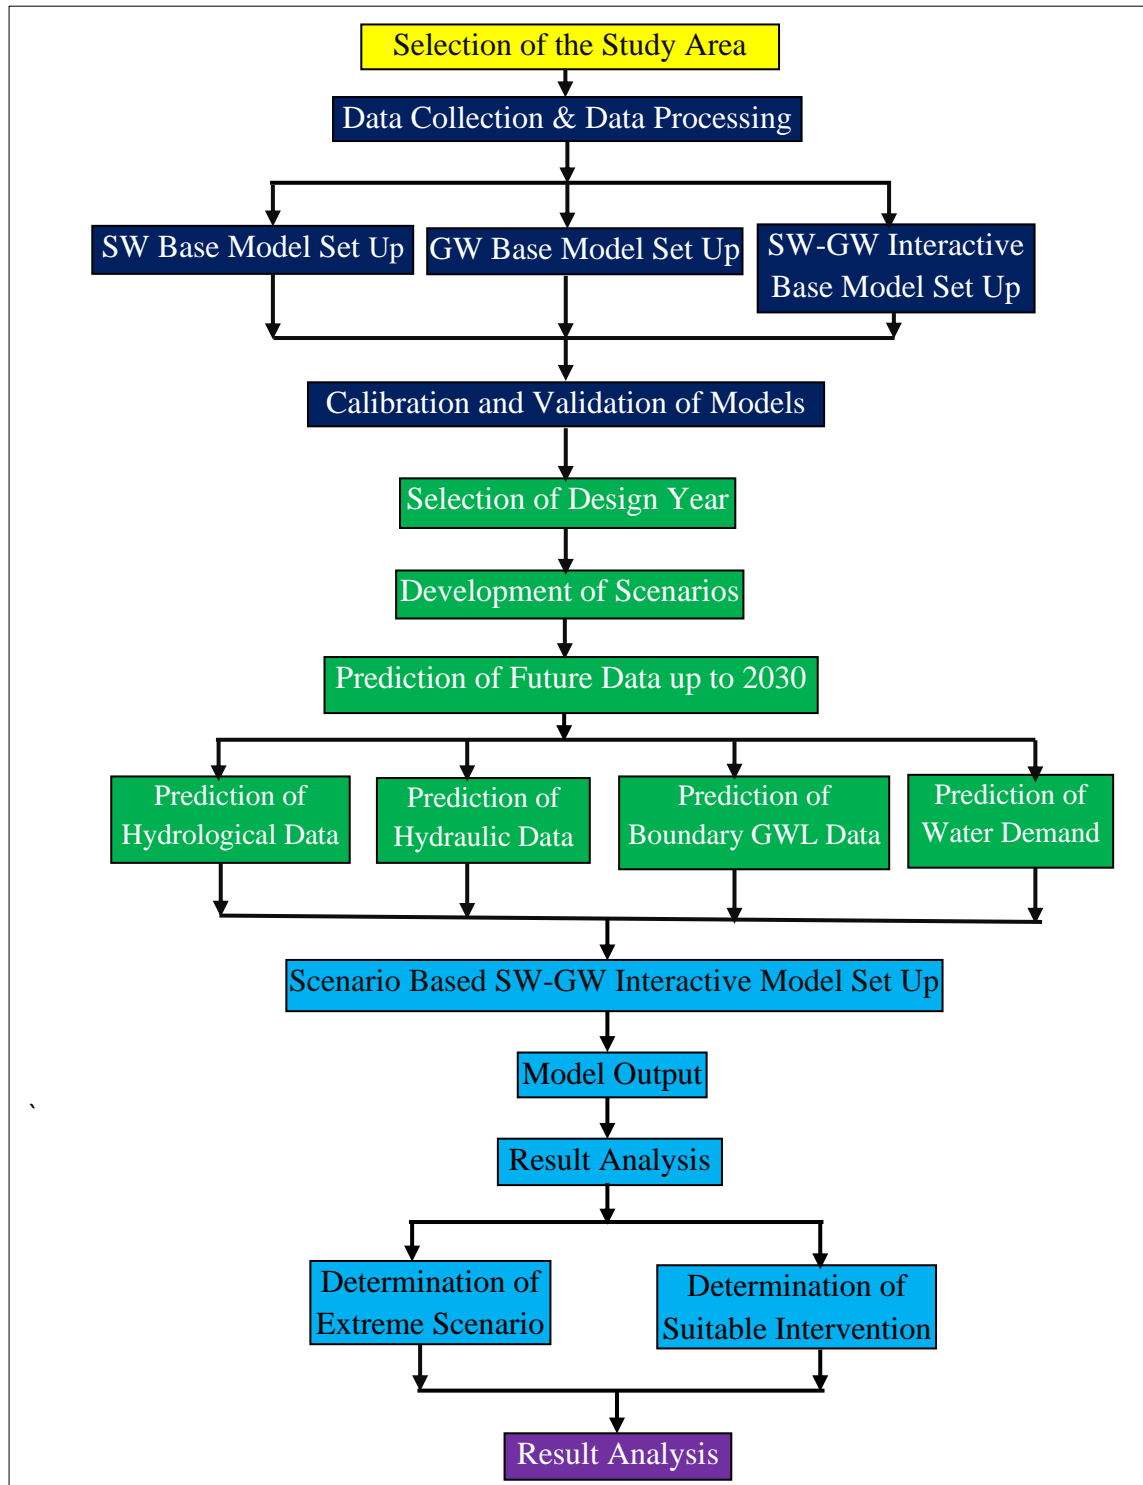 Selection of the Study Area
Data Collection & Data Processing
SW Base Model Set Up
GW Base Model Set Up
SW-GW Interactive
Base Model Set Up
Calibration and Validation of Models
Selection of Design Year
Development of Scenarios
Prediction of Future Data up to 2030
Prediction of
Hydrological Data
Prediction of
Hydraulic Data
Prediction of
Boundary GWL Data
Prediction of
Water Demand
Scenario Based SW-GW Interactive Model Set Up
Model Output
`
Result Analysis
Determination of
Extreme Scenario
Determination of
Suitable Intervention
Result Analysis